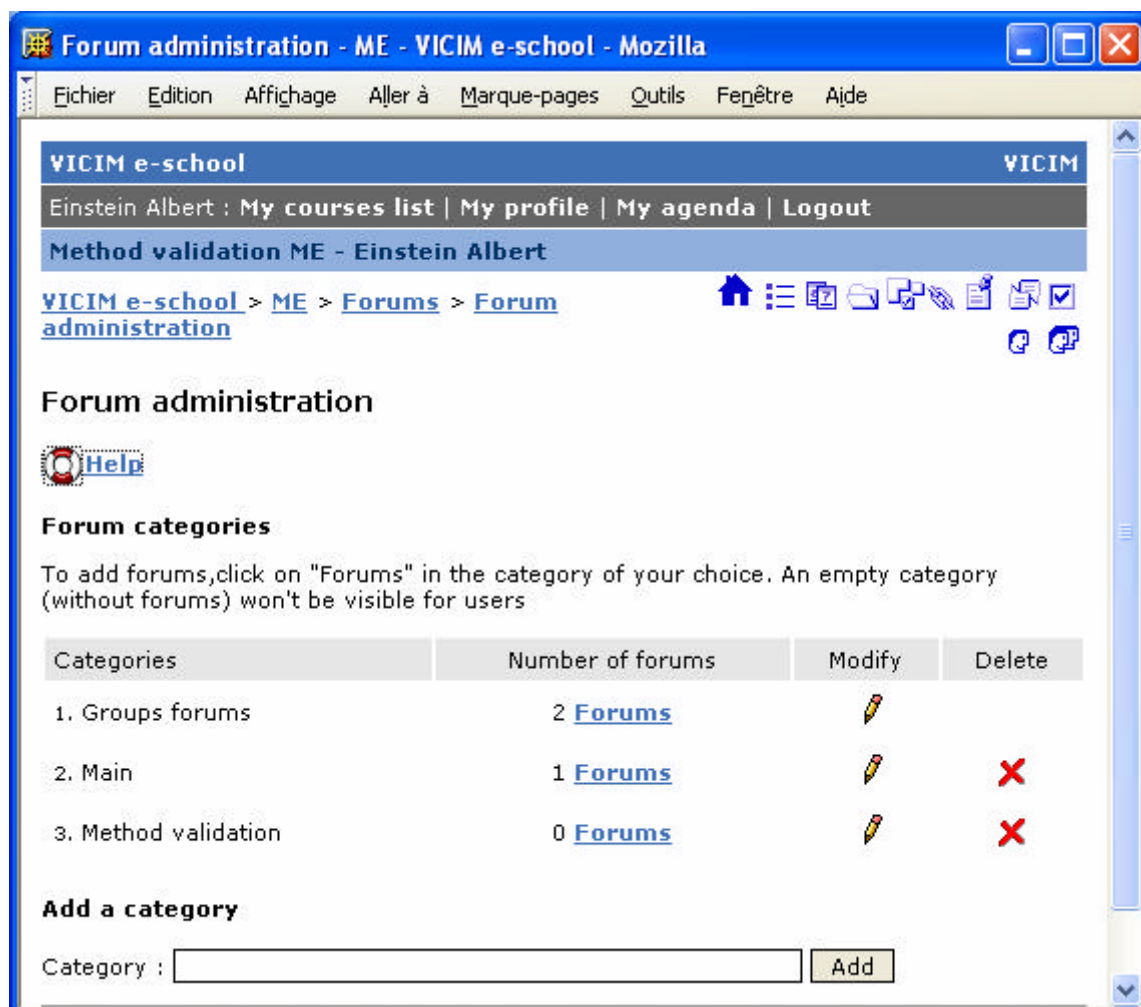 Forum administration - ME - VICIM e-school - Mozilla
Fichier Edition Affichage Aller à Marque-pages Outils Fenêtre Aide
VICIM e-school VICIM
Einstein Albert : My courses list | My profile | My agenda | Logout
Method validation ME - Einstein Albert
VICIM e-school > ME > Forums > Forum
administration
Forum administration
Help
Forum categories
To add forums,click on "Forums" in the category of your choice. An empty category
(without forums) won't be visible for users
Categories Number of forums Modify Delete
1. Groups forums 2 Forums
2. Main 1 Forums
3. Method validation 0 Forums
Add a category
Category : Add